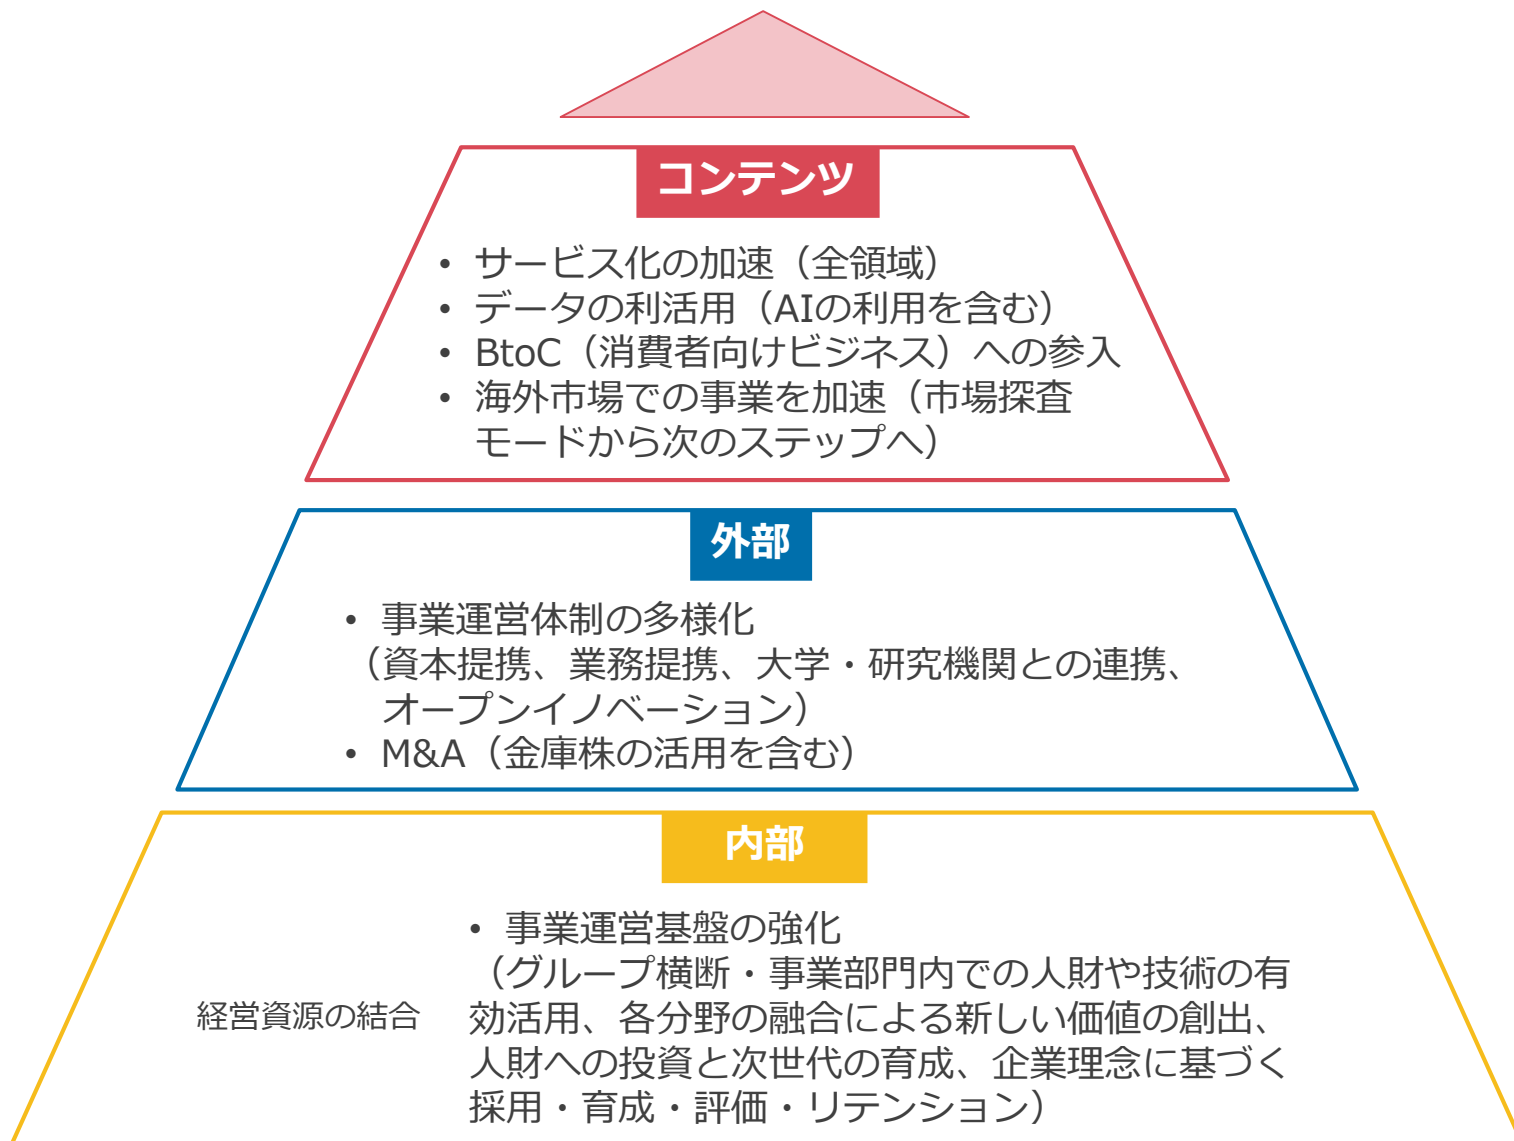 コンテンツ
• サービス化の加速（全領域）
• データの利活用（AIの利用を含む）
• BtoC（消費者向けビジネス）への参入
• 海外市場での事業を加速（市場探査
モードから次のステップへ）
外部
• 事業運営体制の多様化
（資本提携、業務提携、大学・研究機関との連携、
オープンイノベーション）
• M&A（金庫株の活用を含む）
内部
経営資源の結合
• 事業運営基盤の強化
（グループ横断・事業部門内での人財や技術の有
効活用、各分野の融合による新しい価値の創出、
人財への投資と次世代の育成、企業理念に基づく
採用・育成・評価・リテンション）